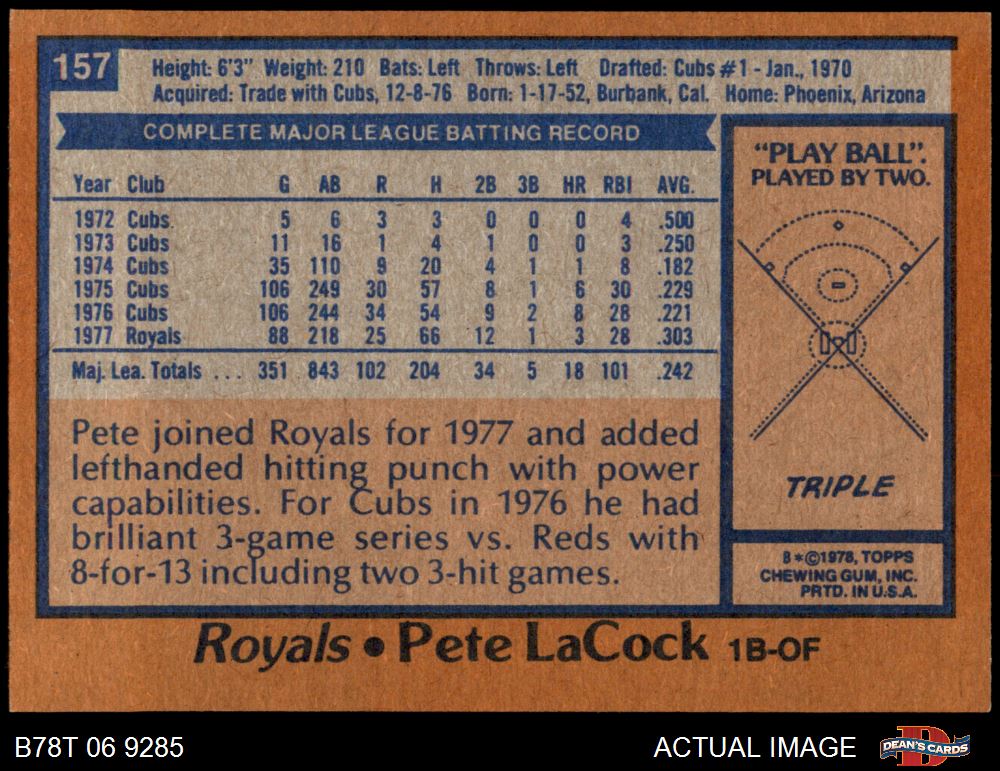 157
Height: 6'3" Weight: 210 Bats: Left Throws: Left Drafted: Cubs #1 - Jan., 1970
Acquired: Trade with Cubs, 12-8-76 Born: 1-17-52, Burbank, Cal. Home: Phoenix, Arizona
COMPLETE MAJOR LEAGUE BATTING RECORD
Year Club G AB R H 2B 3B HR RBI AVG.
1972 Cubs 5 6 3 3 0 0 0 4 .500
1973 Cubs 11 16 1 4 1 0 0 3 .250
1974 Cubs 35 110 9 20 4 1 1 8 .182
1975 Cubs 106 249 30 57 8 1 6 30 .229
1976 Cubs 106 244 34 54 9 2 8 28 .221
1977 Royals 88 218 25 66 12 1 3 28 .303
Maj. Lea. Totals ... 351 843 102 204 34 5 18 101 .242
Pete joined Royals for 1977 and added
lefthanded hitting punch with power
capabilities. For Cubs in 1976 he had
brilliant 3-game series vs. Reds with
8-for-13 including two 3-hit games.
"PLAY BALL".
PLAYED BY TWO.
TRIPLE
B*©1978, TOPPS
CHEWING GUM, INC.
PRTD. IN U.S.A.
Royals • Pete LaCock 1B-OF
B78T 06 9285
ACTUAL IMAGE
D
DEAN'S CARDS